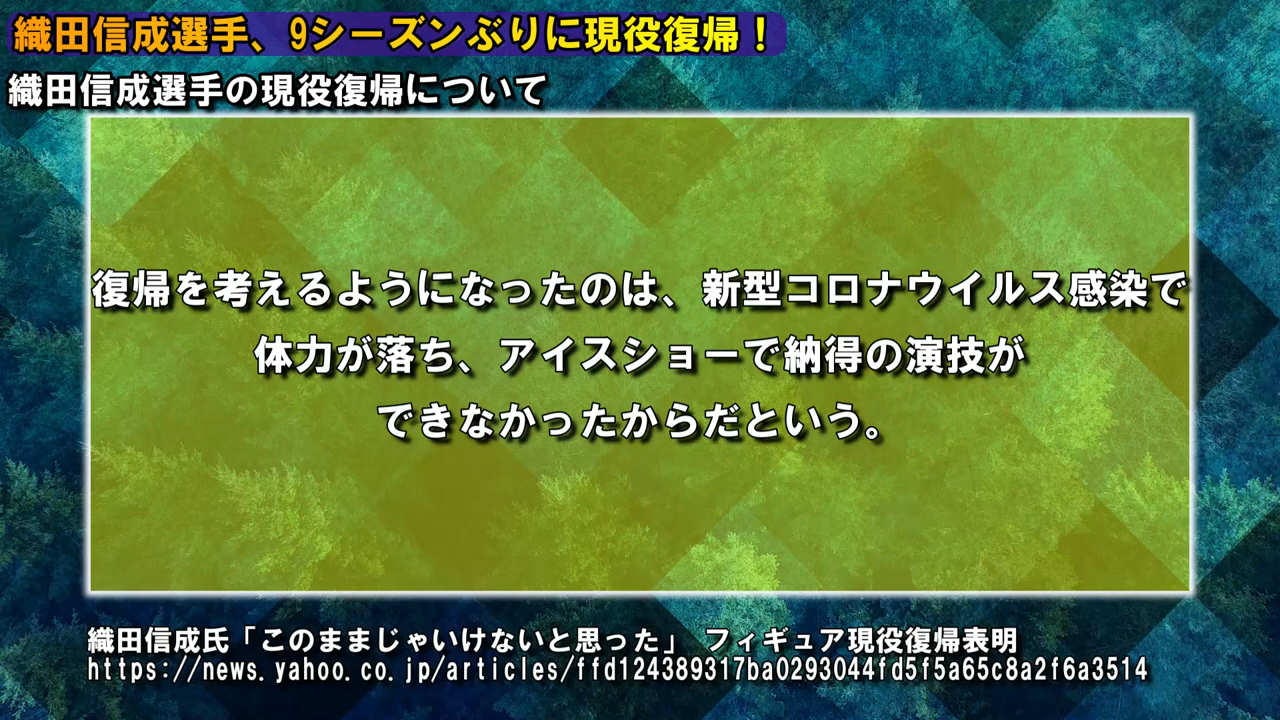 織田信成選手、9シーズンぶりに現役復帰！
織田信成選手の現役復帰について
復帰を考えるようになったのは、新型コロナウイルス感染で
体力が落ち、アイスショーで納得の演技が
できなかったからだという。
織田信成氏「このままじゃいけないと思った」 フィギュア現役復帰表明
https://news.yahoo.co.jp/articles/ffd124389317ba0293044fd5f5a65c8a2f6a3514